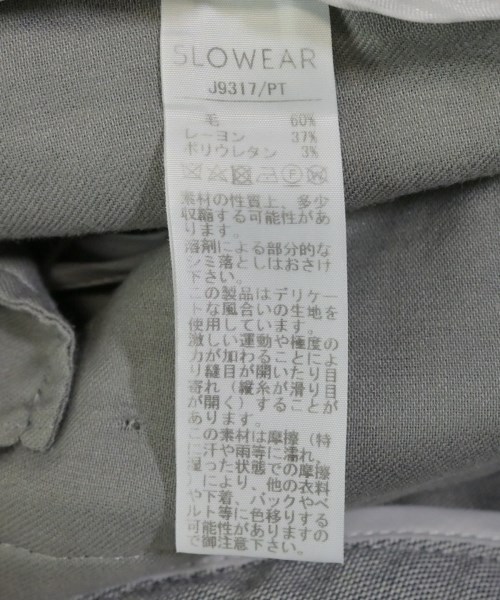 SLOWEAR
J9317/PT
毛 60%
レーヨン 37%
ポリウレタン 3%
素材の性質上、多少
収縮する可能性があ
ります。
溶剤による部分的な
シミ落としはおさけ
下さい。
この製品はデリケー
トな風合いの生地を
使用しています。
激しい運動や極度の
力が加わることによ
り縫目が開いたり目
寄れ（縦糸が滑り目
が開く）することが
あります。
この素材は摩擦（特
に汗や雨等に濡れ、
湿った状態での摩擦
）により、他の衣料
や下着、バックやベ
ルト等に色移りする
可能性がありますの
で御注意下さい。